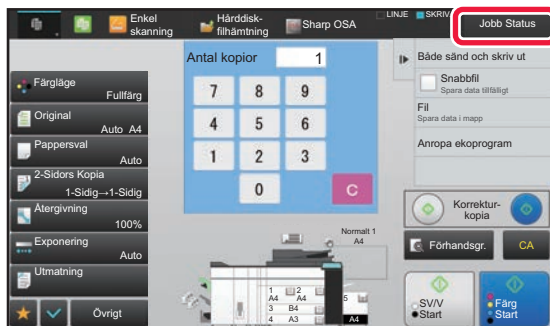 Enkel
skanning
Hårddisk-
filhämtning
Sharp OSA
LINJE
SKRIV
Jobb Status
Färgläge
Fullfärg
Original
Auto A4
Pappersval
Auto
2-Sidors Kopia
1-Sidig→1-Sidig
Återgivning
100%
Exponering
Auto
Utmatning
Övrigt
Antal kopior
1
7 8 9
4 5 6
1 2 3
0 C
Normalt 1
A4
1 2
A4 A4
3 B4
4 A3
5
A4
Både sänd och skriv ut
Snabbfil
Spara data tillfälligt
Fil
Spara data i mapp
Anropa ekoprogram
Korrektur-
kopia
Förhandsgr.
CA
SV/V
Start
Färg
Start